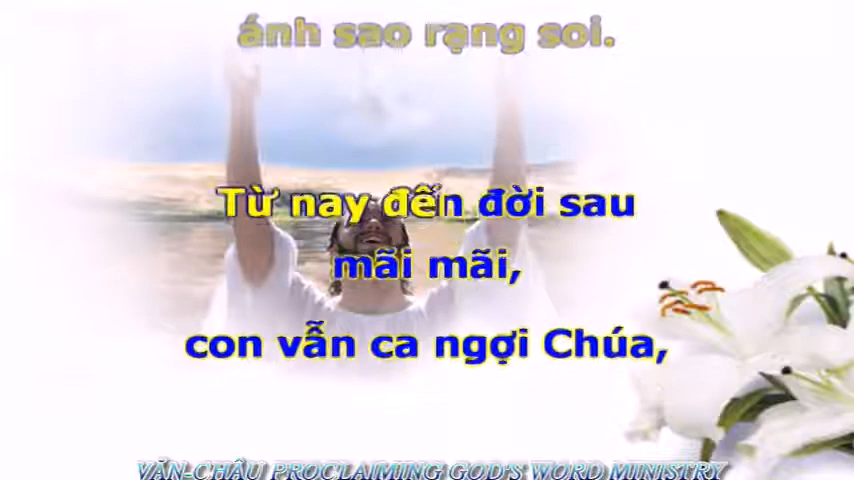 ánh sao rạng soi.
Từ nay đến đời sau
mãi mãi,
con vẫn ca ngợi Chúa,
VĂN-CHÂU PROCLAIMING GOD'S WORD MINISTRY